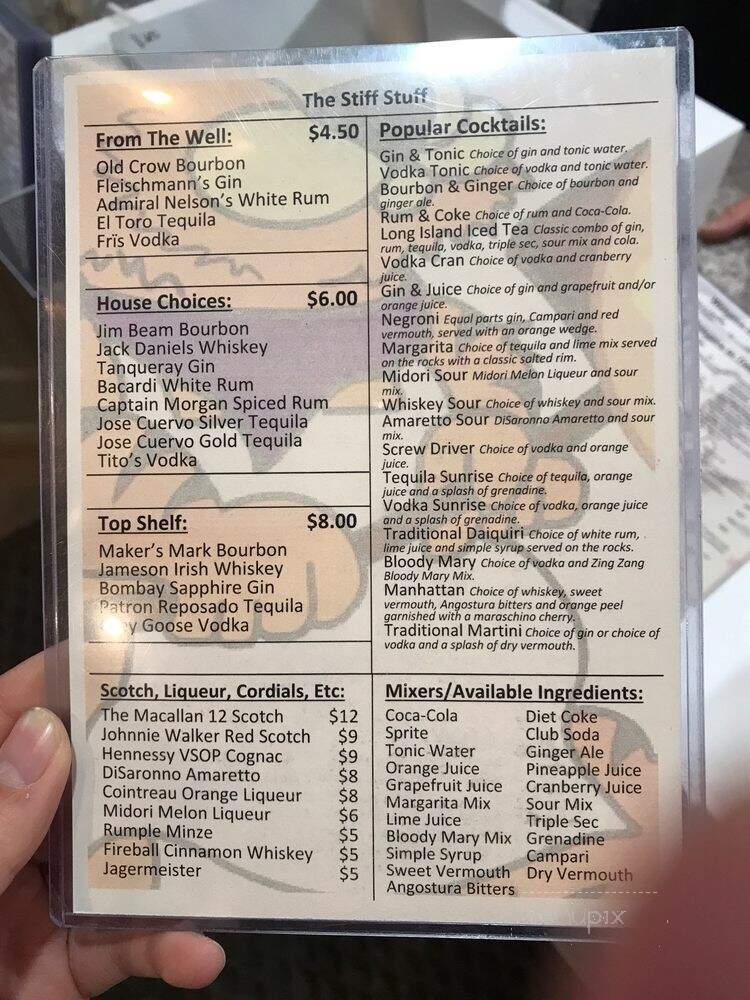 The Stiff Stuff
From The Well: $4.50
Old Crow Bourbon
Fleischmann's Gin
Admiral Nelson's White Rum
El Toro Tequila
Frïs Vodka
House Choices: $6.00
Jim Beam Bourbon
Jack Daniels Whiskey
Tanqueray Gin
Bacardi White Rum
Captain Morgan Spiced Rum
Jose Cuervo Silver Tequila
Jose Cuervo Gold Tequila
Tito's Vodka
Top Shelf: $8.00
Maker's Mark Bourbon
Jameson Irish Whiskey
Bombay Sapphire Gin
Patron Reposado Tequila
Goose Vodka
Popular Cocktails:
Gin & Tonic Choice of gin and tonic water.
Vodka Tonic Choice of vodka and tonic water.
Bourbon & Ginger Choice of bourbon and
ginger ale.
Rum & Coke Choice of rum and Coca-Cola.
Long Island Iced Tea Classic combo of gin,
rum, tequila, vodka, triple sec, sour mix and cola.
Vodka Cran Choice of vodka and cranberry
juice.
Gin & Juice Choice of gin and grapefruit and/or
orange juice.
Negroni Equal parts gin, Campari and red
vermouth, served with an orange wedge.
Margarita Choice of tequila and lime mix served
on the rocks with a classic salted rim.
Midori Sour Midori Melon Liqueur and sour
mix.
Whiskey Sour Choice of whiskey and sour mix.
Amaretto Sour DiSaronno Amaretto and sour
mix.
Screw Driver Choice of vodka and orange
juice.
Tequila Sunrise Choice of tequila, orange
juice and a splash of grenadine.
Vodka Sunrise Choice of vodka, orange juice
and a splash of grenadine.
Traditional Daiquiri Choice of white rum,
lime juice and simple syrup served on the rocks.
Bloody Mary Choice of vodka and Zing Zang
Bloody Mary Mix.
Manhattan Choice of whiskey, sweet
vermouth, Angostura bitters and orange peel
garnished with a maraschino cherry.
Traditional Martini Choice of gin or choice of
vodka and a splash of dry vermouth.
Scotch, Liqueur, Cordials, Etc:
The Macallan 12 Scotch $12
Johnnie Walker Red Scotch $9
Hennessy VSOP Cognac $9
DiSaronno Amaretto $8
Cointreau Orange Liqueur $8
Midori Melon Liqueur $6
Rumple Minze $5
Fireball Cinnamon Whiskey $5
Jagermeister $5
Mixers/Available Ingredients:
Coca-Cola Diet Coke
Sprite Club Soda
Tonic Water Ginger Ale
Orange Juice Pineapple Juice
Grapefruit Juice Cranberry Juice
Margarita Mix Sour Mix
Lime Juice Triple Sec
Bloody Mary Mix Grenadine
Simple Syrup Campari
Sweet Vermouth Dry Vermouth
Angostura Bitters